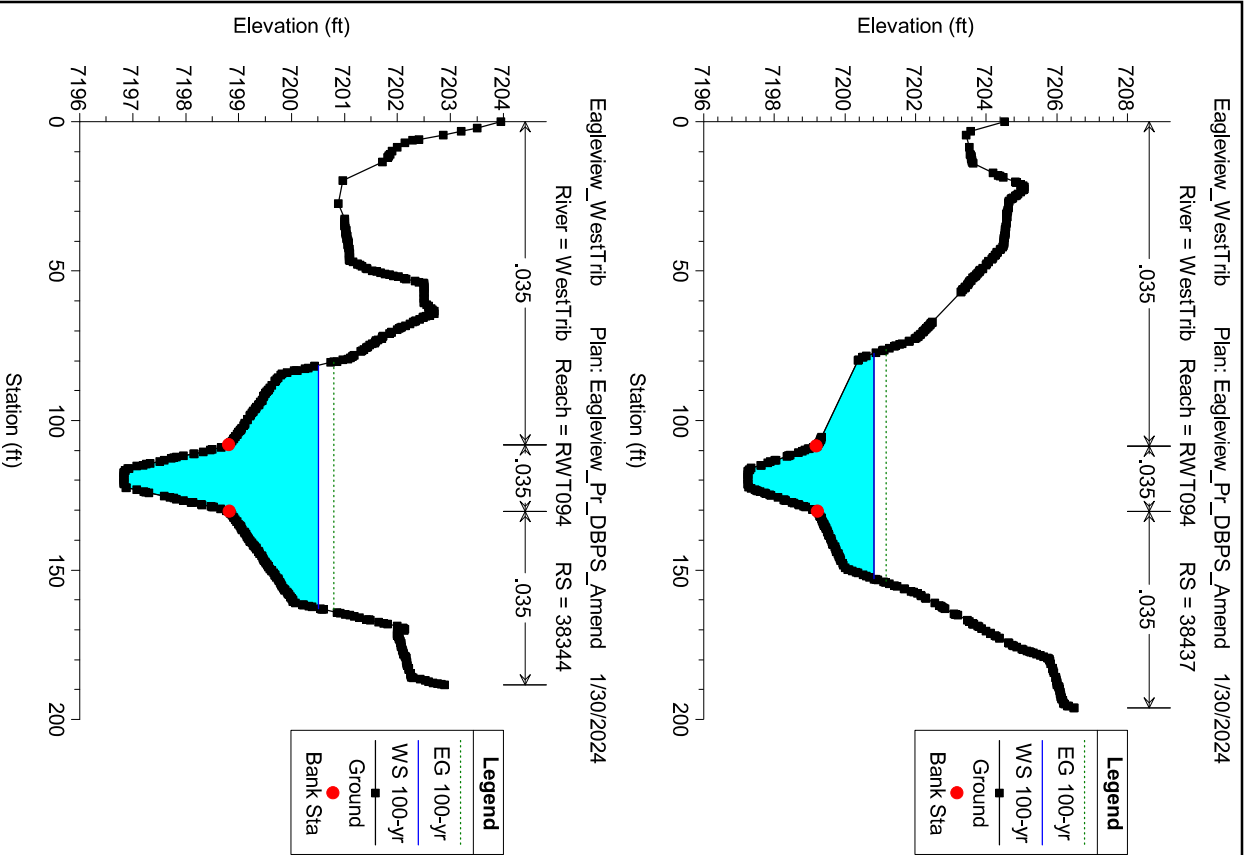 Eagleview_WestTrib Plan: Eagleview_Pr_DBPS_Amend 1/30/2024
River = WestTrib Reach = RWT094 RS = 38437
.035
.035
.035
7208
7206
7204
7202
7200
7198
7196
Elevation (ft)
0
50
100
150
200
Station (ft)
Legend
EG 100-yr
WS 100-yr
Ground
Bank Sta
Eagleview_WestTrib Plan: Eagleview_Pr_DBPS_Amend 1/30/2024
River = WestTrib Reach = RWT094 RS = 38344
.035
.035
.035
7204
7203
7202
7201
7200
7199
7198
7197
7196
Elevation (ft)
0
50
100
150
200
Station (ft)
Legend
EG 100-yr
WS 100-yr
Ground
Bank Sta